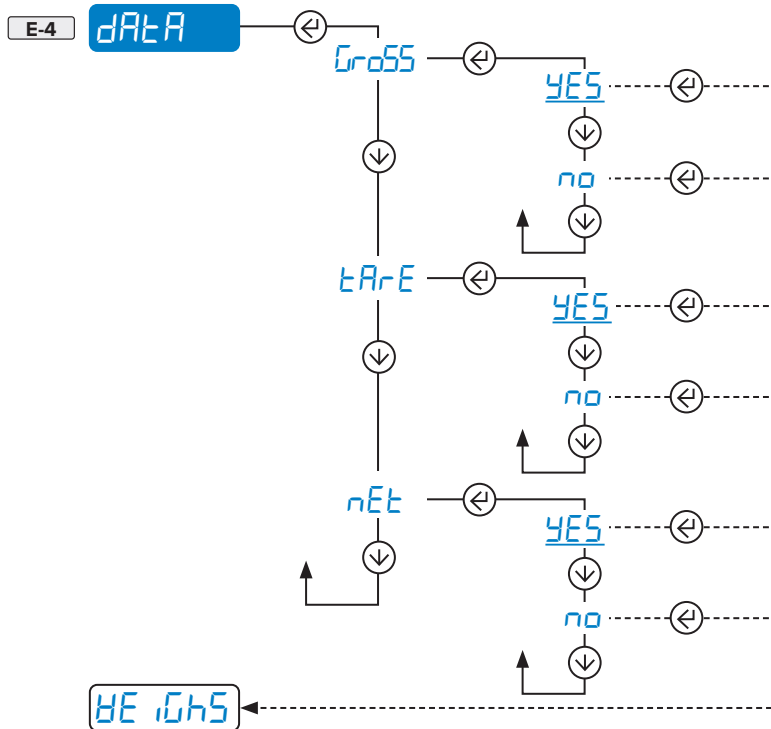 E-4
dAtA
GroSS
YES
no
tArE
YES
no
nEt
YES
no
WEiGhS